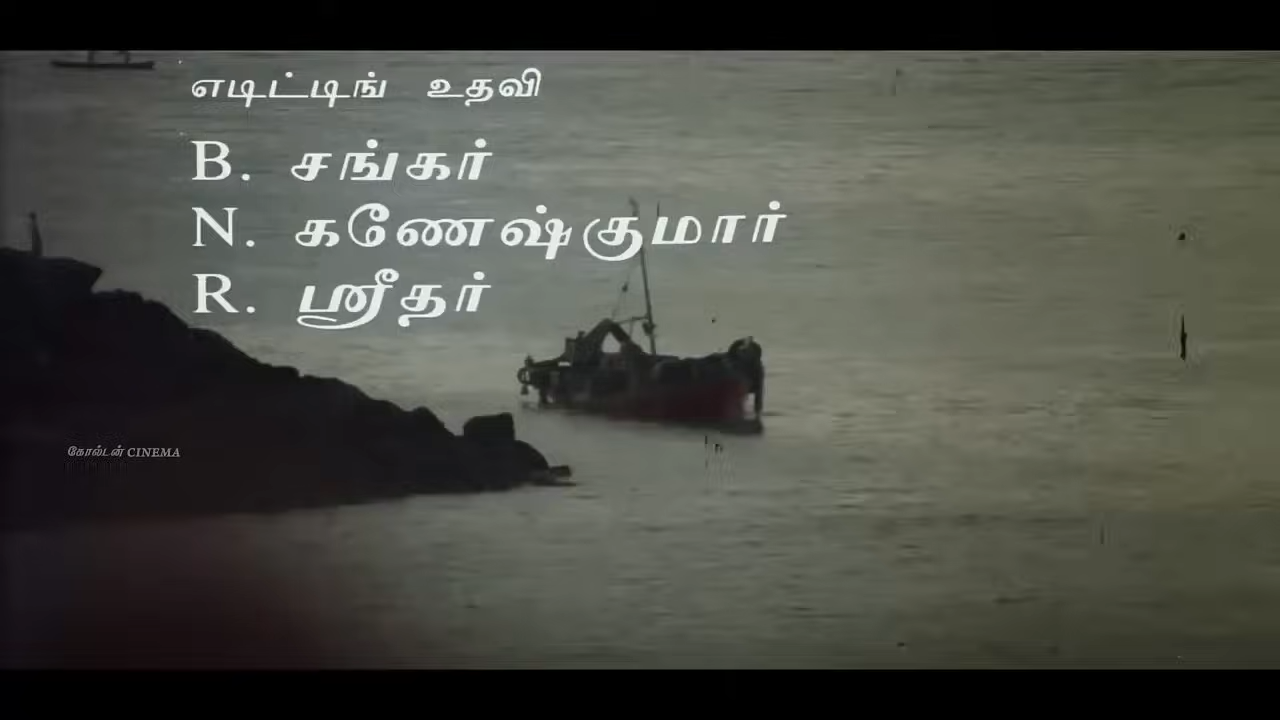 எடிட்டிங் உதவி
B. சங்கர்
N. கணேஷ்குமார்
R. ஸ்ரீதர்
கோல்டன் CINEMA